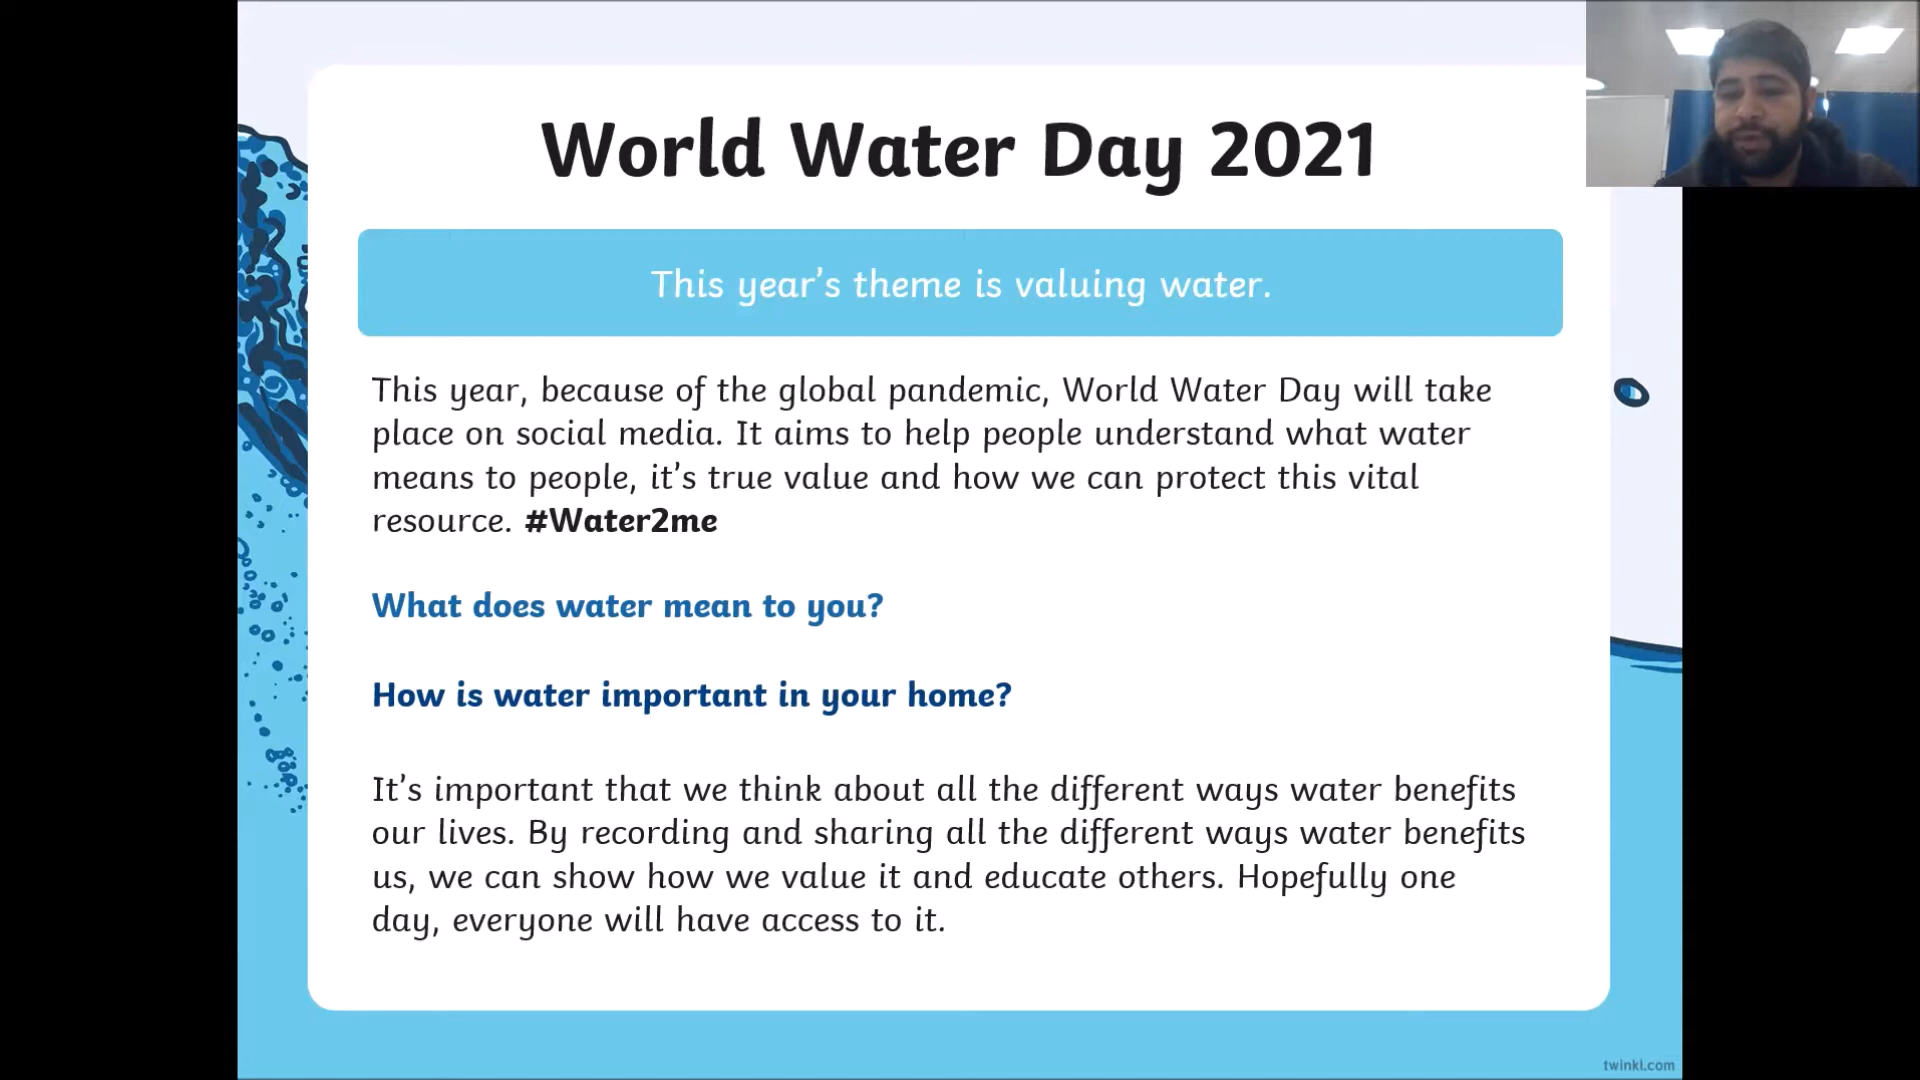 World Water Day 2021
This year's theme is valuing water.
This year, because of the global pandemic, World Water Day will take
place on social media. It aims to help people understand what water
means to people, it's true value and how we can protect this vital
resource. #Water2me
What does water mean to you?
How is water important in your home?
It's important that we think about all the different ways water benefits
our lives. By recording and sharing all the different ways water benefits
us, we can show how we value it and educate others. Hopefully one
day, everyone will have access to it.
twinkl.com